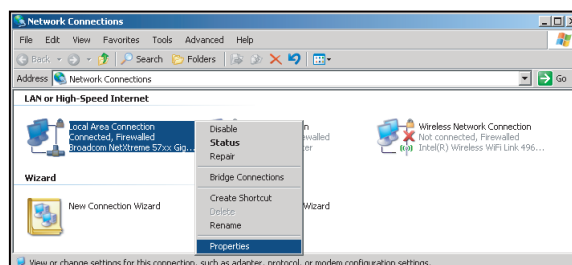 Network Connections
File Edit View Favorites Tools Advanced Help
Back Search Folders
Address Network Connections Go
LAN or High-Speed Internet
Local Area Connection
Connected, Firewalled
Broadcom NetXtreme 57xx Gig...
Wireless Network Connection
Not connected, Firewalled
Intel(R) Wireless WiFi Link 496...
Disable
Status
Repair
Bridge Connections
Create Shortcut
Delete
Rename
Properties
Wizard
New Connection Wizard
Wizard
View or change settings for this connection, such as adapter, protocol, or modem configuration settings.